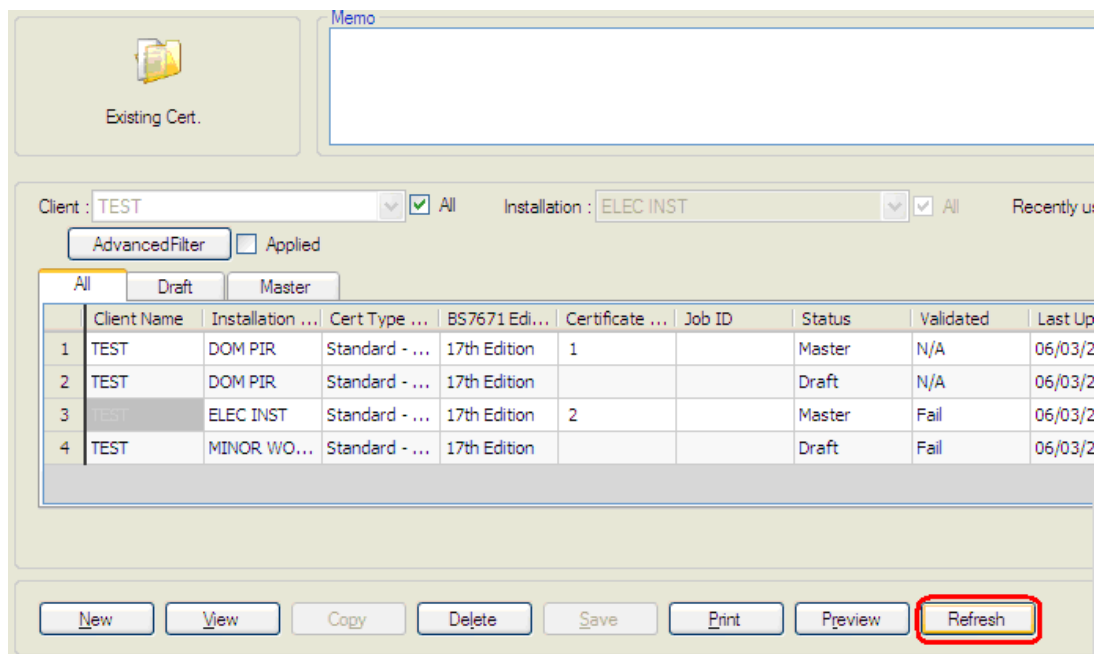 Memo
Existing Cert.
Client : TEST All Installation : ELEC INST All Recently us
AdvancedFilter Applied
All Draft Master
Client Name Installation ... Cert Type ... BS7671 Edi... Certificate ... Job ID Status Validated Last Up
1 TEST DOM PIR Standard - ... 17th Edition 1 Master N/A 06/03/2
2 TEST DOM PIR Standard - ... 17th Edition Draft N/A 06/03/2
3 TEST ELEC INST Standard - ... 17th Edition 2 Master Fail 06/03/2
4 TEST MINOR WO... Standard - ... 17th Edition Draft Fail 06/03/2
New View Copy Delete Save Print Preview Refresh